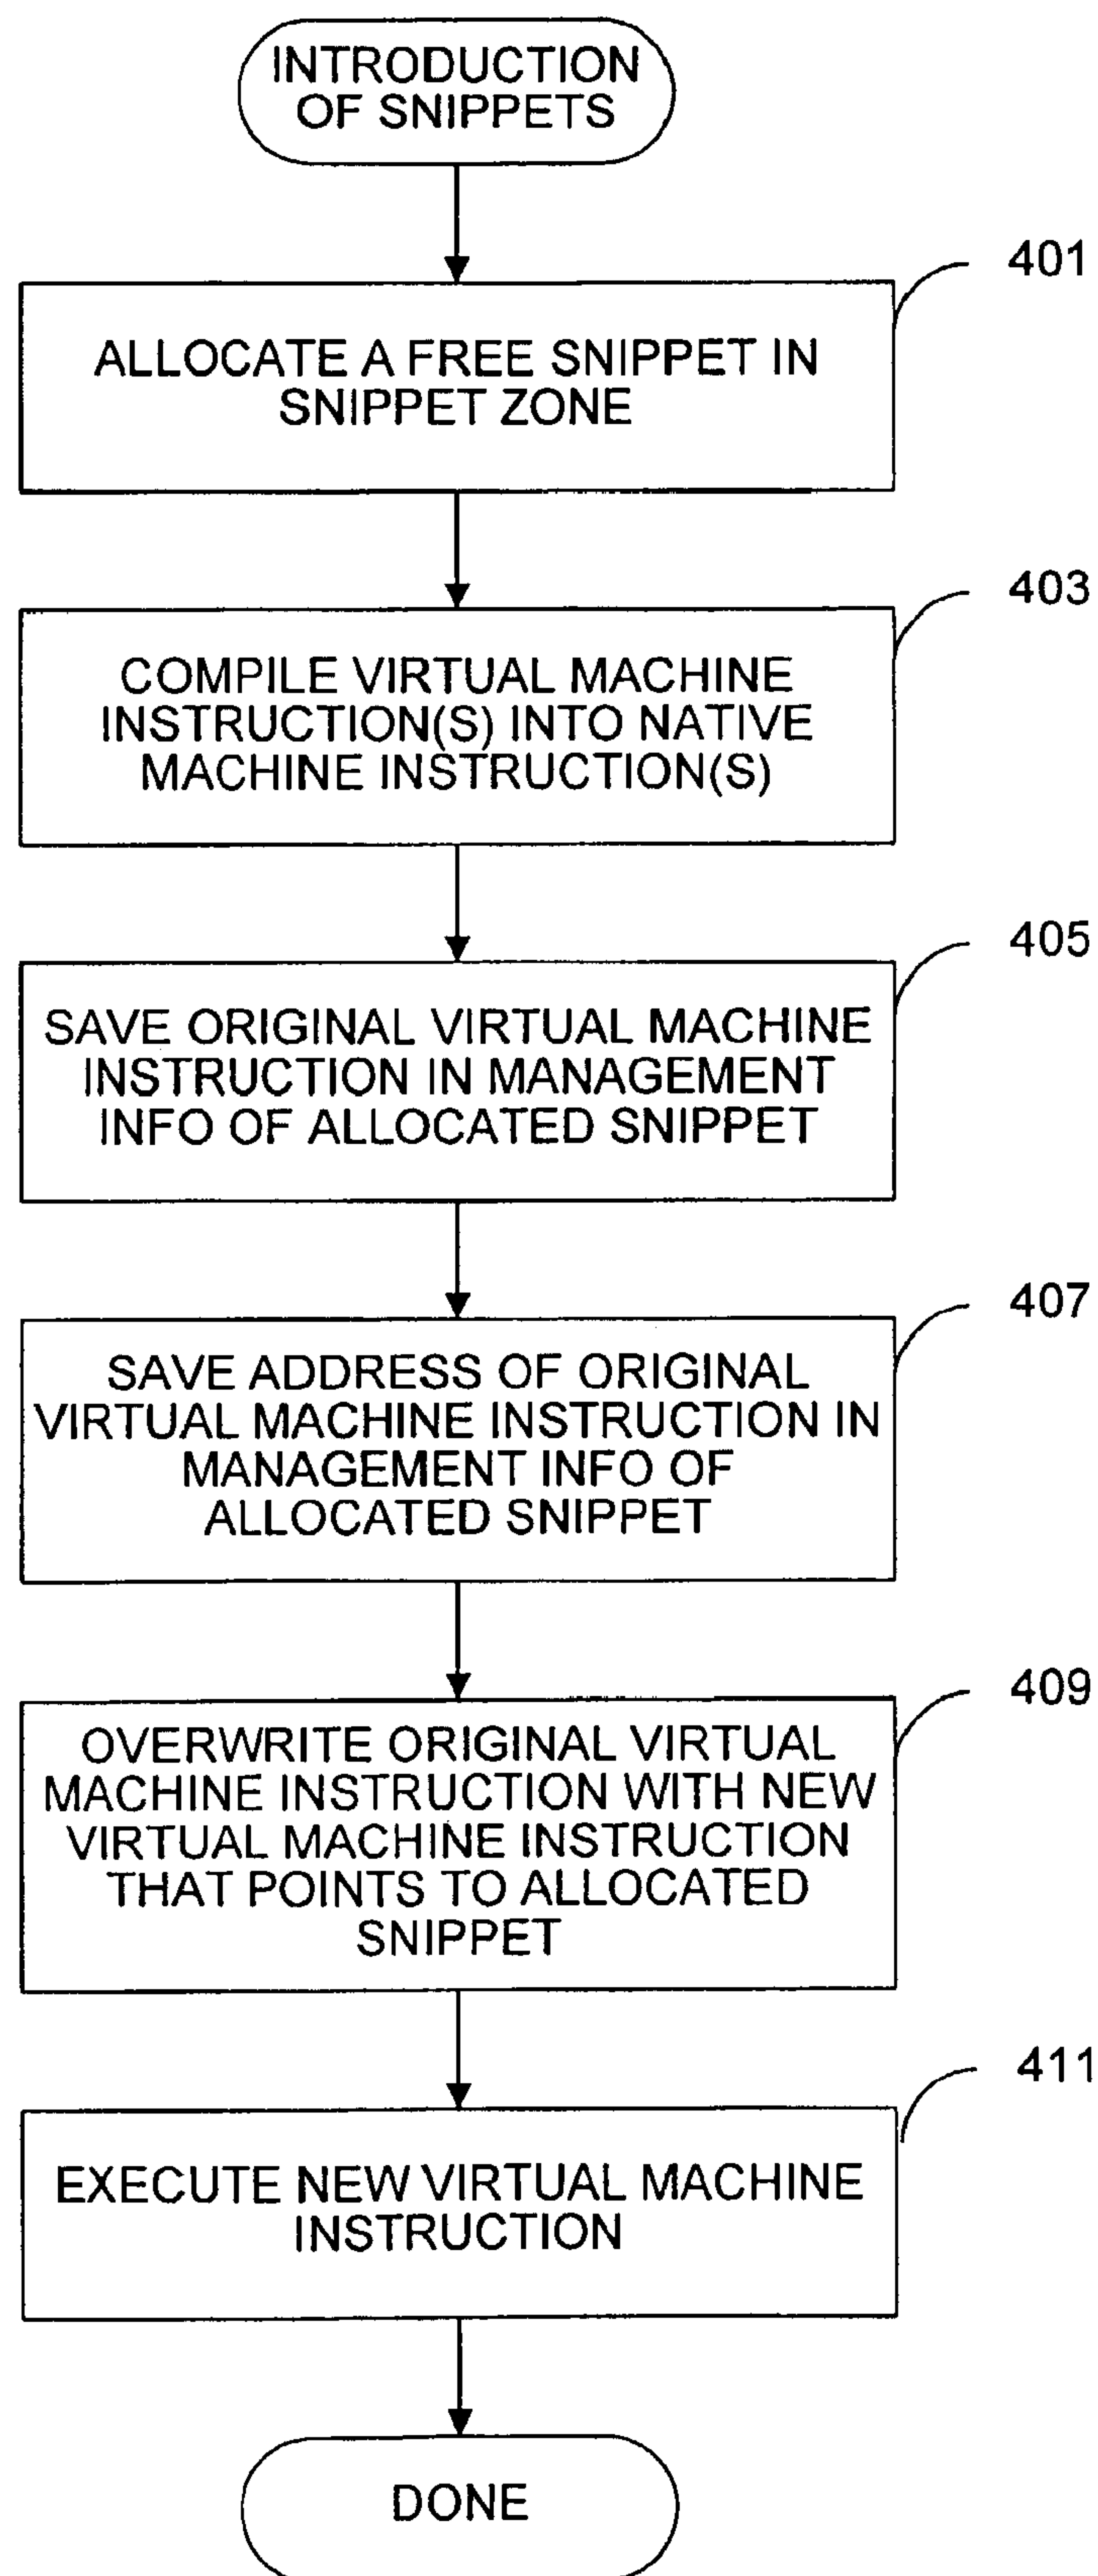 INTRODUCTION
OF SNIPPETS
401
ALLOCATE A FREE SNIPPET IN
SNIPPET ZONE
403
COMPILE VIRTUAL MACHINE
INSTRUCTION(S) INTO NATIVE
MACHINE INSTRUCTION(S)
405
SAVE ORIGINAL VIRTUAL MACHINE
INSTRUCTION IN MANAGEMENT
INFO OF ALLOCATED SNIPPET
407
SAVE ADDRESS OF ORIGINAL
VIRTUAL MACHINE INSTRUCTION IN
MANAGEMENT INFO OF
ALLOCATED SNIPPET
409
OVERWRITE ORIGINAL VIRTUAL
MACHINE INSTRUCTION WITH NEW
VIRTUAL MACHINE INSTRUCTION
THAT POINTS TO ALLOCATED
SNIPPET
411
EXECUTE NEW VIRTUAL MACHINE
INSTRUCTION
DONE